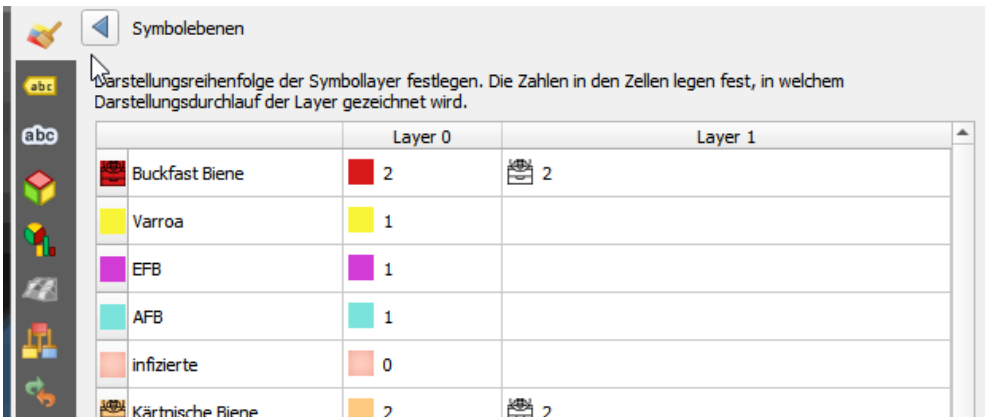 Symbolebenen
Darstellungsreihenfolge der Symbollayer festlegen. Die Zahlen in den Zellen legen fest, in welchem
Darstellungsdurchlauf der Layer gezeichnet wird.
abc
abc
Layer 0 Layer 1
Buckfast Biene 2 2
Varroa 1
EFB 1
AFB 1
infizierte 0
Kärtnische Biene 2 2